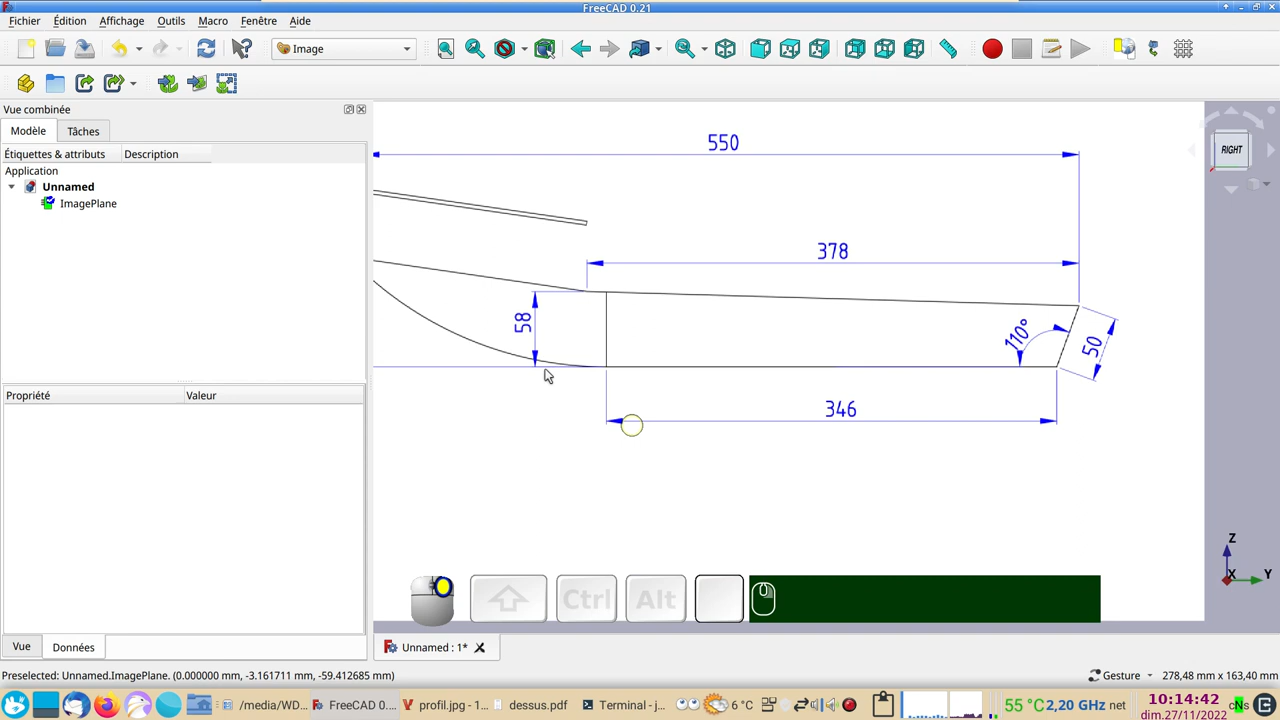 FreeCAD 0.21
Fichier Édition Affichage Outils Macro Fenêtre Aide
Image
Vue combinée
Modèle Tâches
Étiquettes & attributs Description
Application
Unnamed
ImagePlane
Propriété Valeur
Vue Données
550
378
58
110°
50
346
RIGHT
Z
X Y
Ctrl Alt
Unnamed : 1*
Preselected: Unnamed.ImagePlane. (0.000000 mm, -3.161711 mm, -59.412685 mm)
Gesture 278,48 mm x 163,40 mm
/media/WD... FreeCAD 0.21... profil.jpg - 1... dessus.pdf Terminal - j... 6 °C 55 °C 2,20 GHz net 10:14:42
dim.27/11/2022